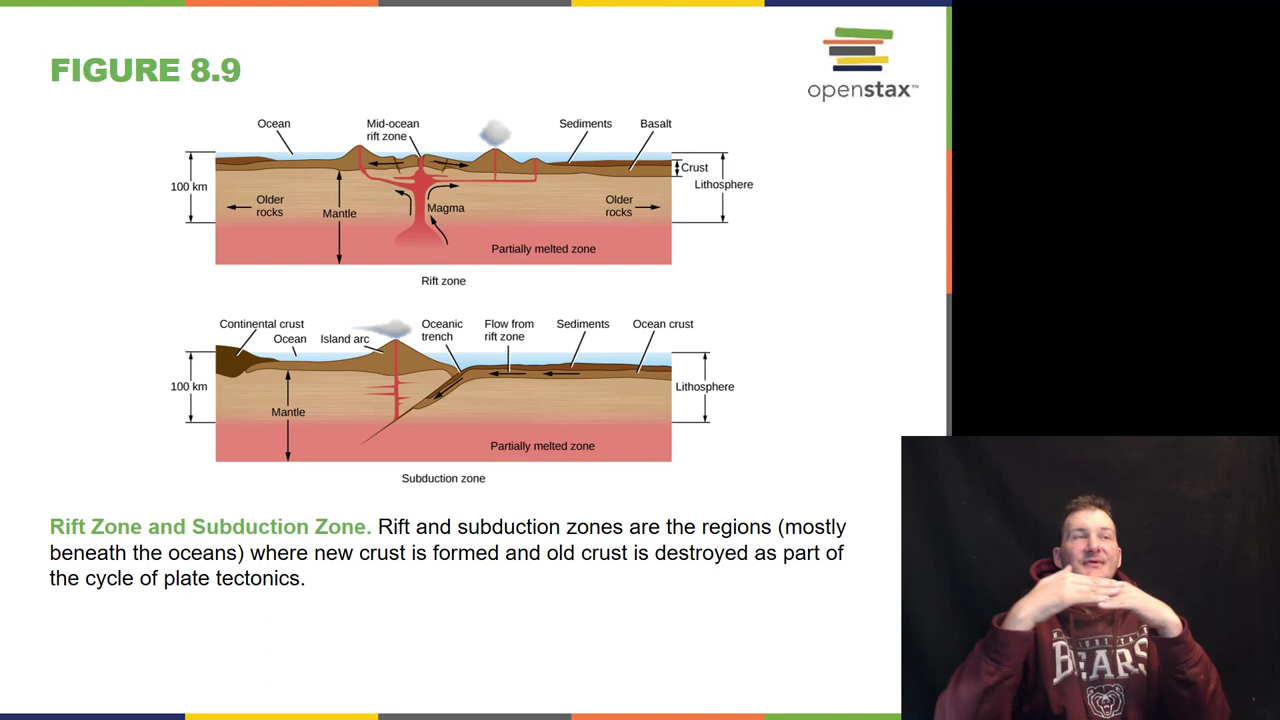 FIGURE 8.9
openstax™
Ocean
Mid-ocean
rift zone
Sediments
Basalt
Crust
Lithosphere
100 km
Older
rocks
Mantle
Magma
Older
rocks
Partially melted zone
Rift zone
Continental crust
Ocean
Island arc
Oceanic
trench
Flow from
rift zone
Sediments
Ocean crust
100 km
Lithosphere
Mantle
Partially melted zone
Subduction zone
Rift Zone and Subduction Zone. Rift and subduction zones are the regions (mostly
beneath the oceans) where new crust is formed and old crust is destroyed as part of
the cycle of plate tectonics.
BEARS